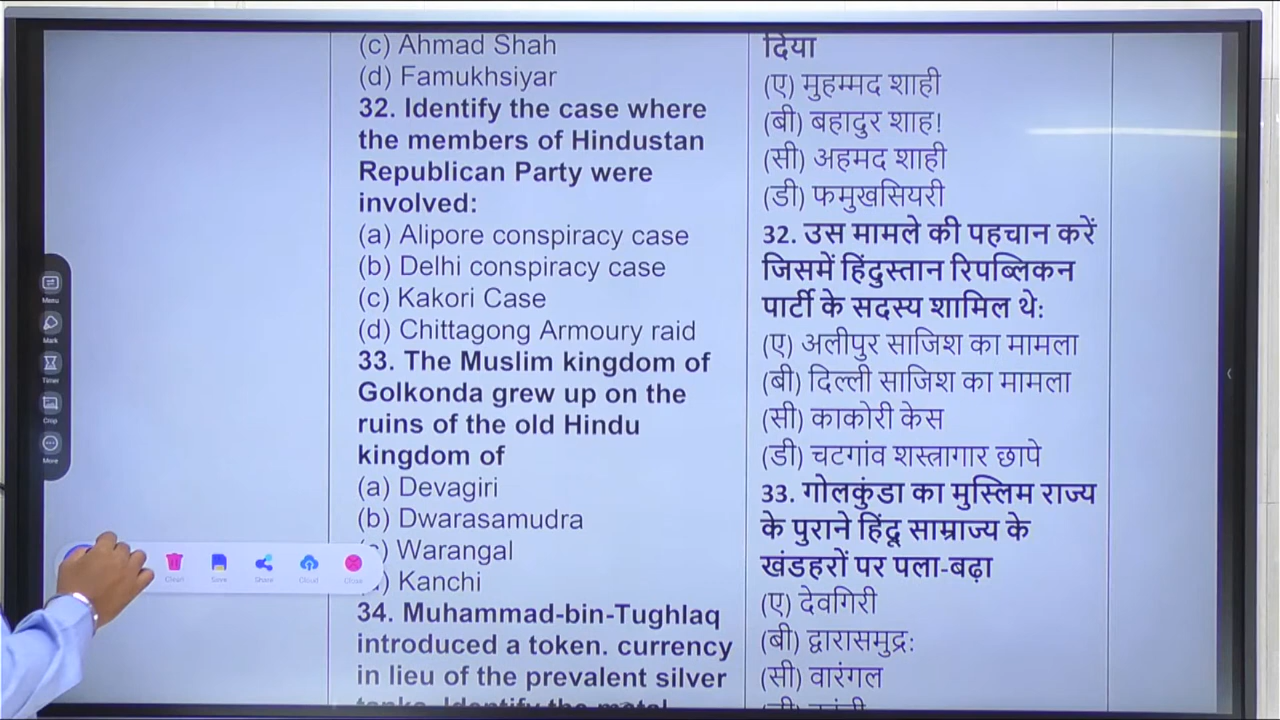 (c) Ahmad Shah
(d) Famukhsiyar
32. Identify the case where
the members of Hindustan
Republican Party were
involved:
(a) Alipore conspiracy case
(b) Delhi conspiracy case
(c) Kakori Case
(d) Chittagong Armoury raid
33. The Muslim kingdom of
Golkonda grew up on the
ruins of the old Hindu
kingdom of
(a) Devagiri
(b) Dwarasamudra
Warangal
Kanchi
34. Muhammad-bin-Tughlaq
introduced a token. currency
in lieu of the prevalent silver
दिया
(ए) मुहम्मद शाही
(बी) बहादुर शाह!
(सी) अहमद शाही
(डी) फमुखसियरी
32. उस मामले की पहचान करें
जिसमें हिंदुस्तान रिपब्लिकन
पार्टी के सदस्य शामिल थे:
(ए) अलीपुर साजिश का मामला
(बी) दिल्ली साजिश का मामला
(सी) काकोरी केस
(डी) चटगांव शस्त्रागार छापे
33. गोलकुंडा का मुस्लिम राज्य
के पुराने हिंदू साम्राज्य के
खंडहरों पर पला-बढ़ा
(ए) देवगिरी
(बी) द्वारासमुद्र:
(सी) वारंगल
Menu
Mark
Timer
Crop
More
Clean
Save
Share
Cloud
Close